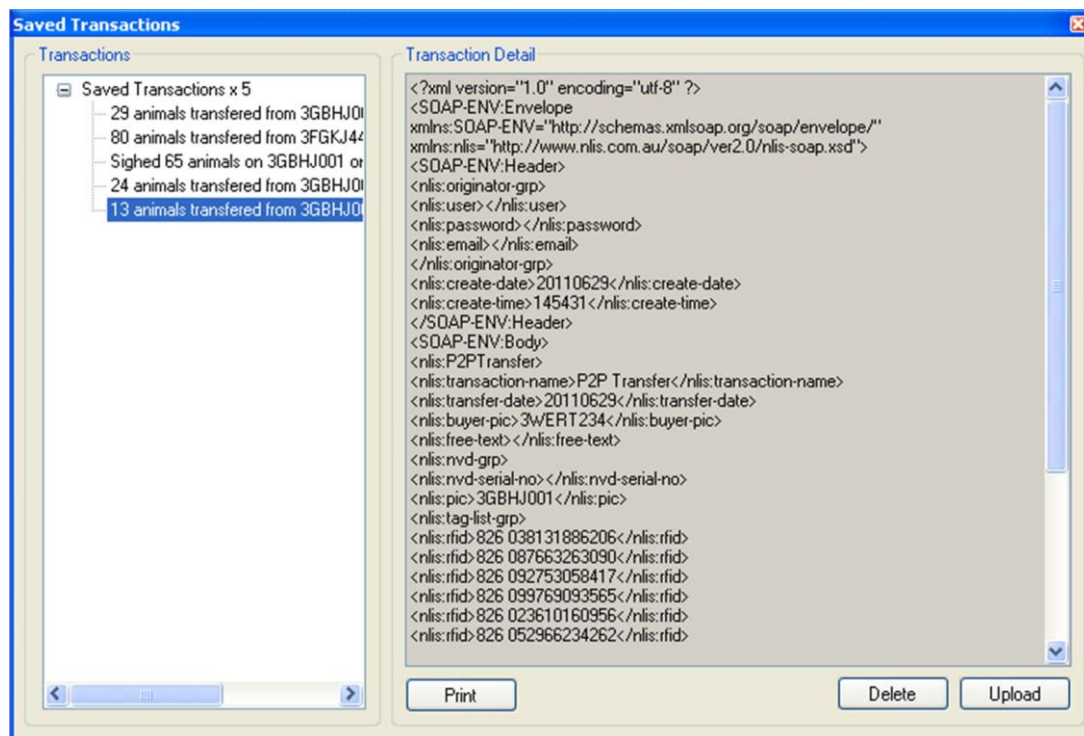 Saved Transactions
Transactions
Saved Transactions x 5
29 animals transfered from 3GBHJ0
80 animals transfered from 3FGKJ44
Sighed 65 animals on 3GBHJ001 or
24 animals transfered from 3GBHJ0
13 animals transfered from 3GBHJ0
Transaction Detail
<?xml version="1.0" encoding="utf-8" ?>
<SOAP-ENV:Envelope
xmlns:SOAP-ENV="http://schemas.xmlsoap.org/soap/envelope/"
xmlns:nlis="http://www.nlis.com.au/soap/ver2.0/nlis-soap.xsd">
<SOAP-ENV:Header>
<nlis:originator-grp>
<nlis:user></nlis:user>
<nlis:password></nlis:password>
<nlis:email></nlis:email>
</nlis:originator-grp>
<nlis:create-date>20110629</nlis:create-date>
<nlis:create-time>145431</nlis:create-time>
</SOAP-ENV:Header>
<SOAP-ENV:Body>
<nlis:P2PTransfer>
<nlis:transaction-name>P2P Transfer</nlis:transaction-name>
<nlis:transfer-date>20110629</nlis:transfer-date>
<nlis:buyer-pic>3WERT234</nlis:buyer-pic>
<nlis:free-text></nlis:free-text>
<nlis:nvd-grp>
<nlis:nvd-serial-no></nlis:nvd-serial-no>
<nlis:pic>3GBHJ001</nlis:pic>
<nlis:tag-list-grp>
<nlis:rfid>826 038131886206</nlis:rfid>
<nlis:rfid>826 087663263090</nlis:rfid>
<nlis:rfid>826 092753058417</nlis:rfid>
<nlis:rfid>826 099769093565</nlis:rfid>
<nlis:rfid>826 023610160956</nlis:rfid>
<nlis:rfid>826 052966234262</nlis:rfid>
Print
Delete
Upload